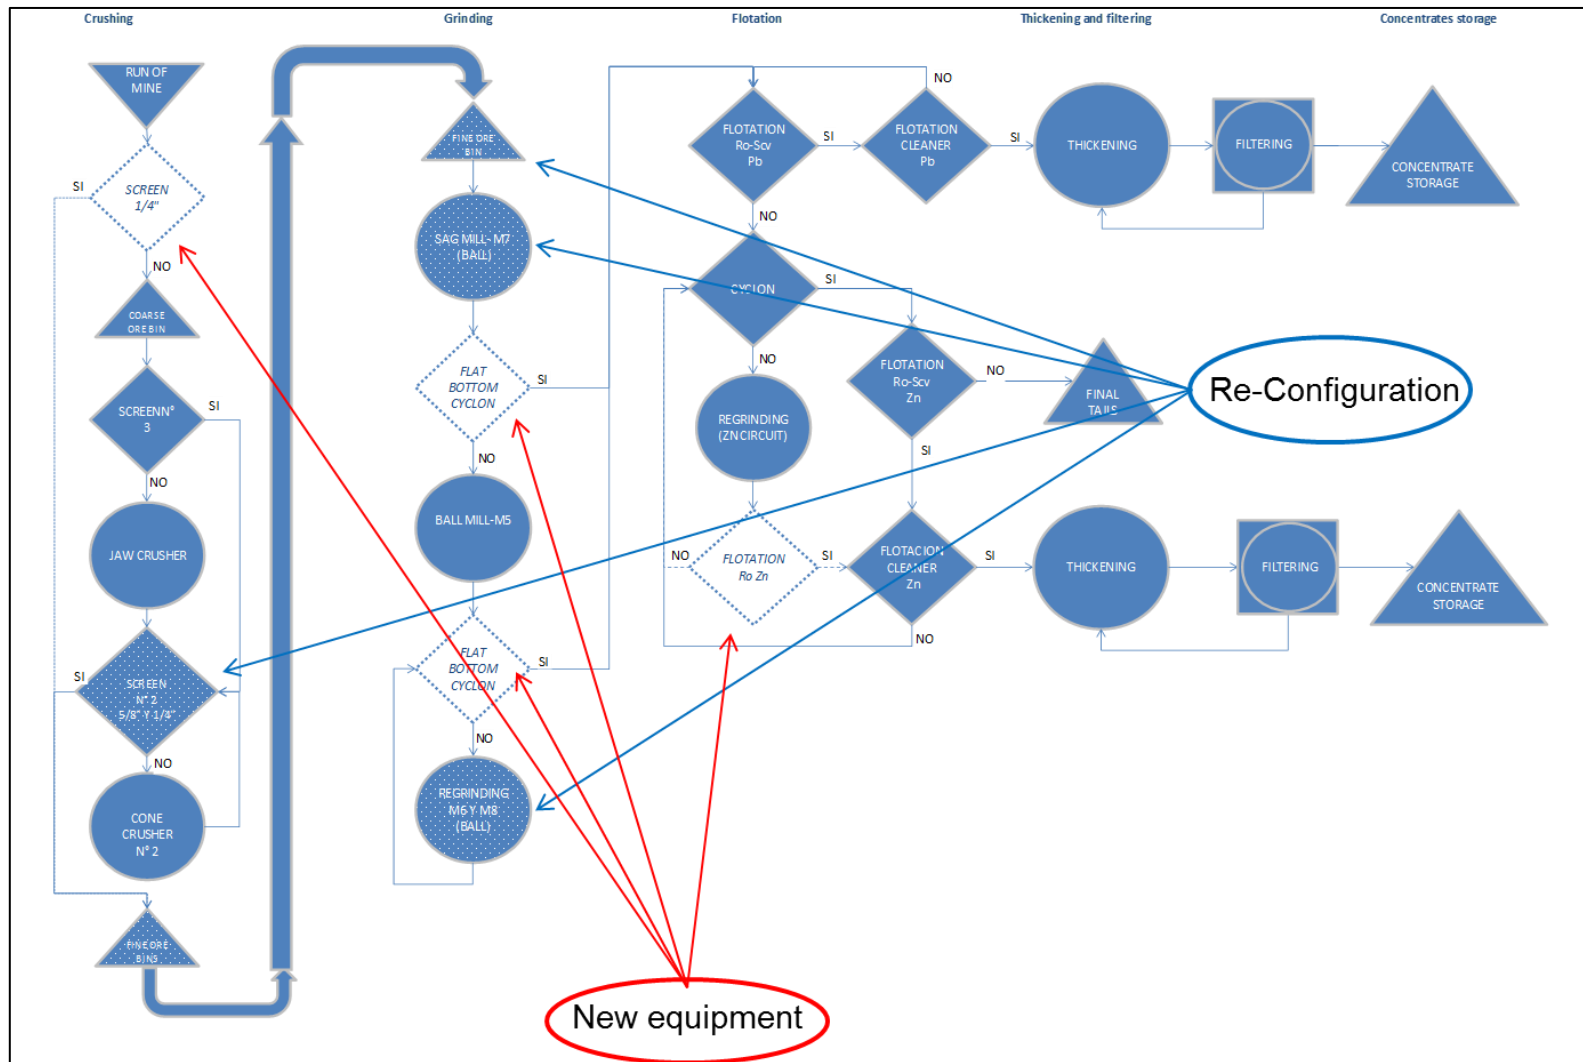 Crushing
Grinding
Flotation
Thickening and filtering
Concentrates storage
RUN OF
MINE
SI
SCREEN
1/4"
NO
COARSE
ORE BIN
SCREEN N°
3
SI
NO
JAW CRUSHER
SI
SCREEN
N° 2
5/8" Y 1/4"
NO
CONE
CRUSHER
N° 2
FINE ORE
BINS
FINE ORE
BIN
SAG MILL- M7
(BALL)
FLAT
BOTTOM
CYCLON
SI
NO
BALL MILL-M5
FLAT
BOTTOM
CYCLON
SI
NO
REGRINDING
M6 Y M8
(BALL)
FLOTATION
Ro-Scv
Pb
SI
NO
FLOTATION
CLEANER
Pb
NO
SI
CYCLON
SI
NO
REGRINDING
(ZN CIRCUIT)
FLOTATION
Ro-Scv
Zn
NO
SI
FINAL
TAILS
NO
FLOTATION
Ro Zn
SI
FLOTACION
CLEANER
Zn
SI
NO
THICKENING
FILTERING
CONCENTRATE
STORAGE
THICKENING
FILTERING
CONCENTRATE
STORAGE
Re-Configuration
New equipment